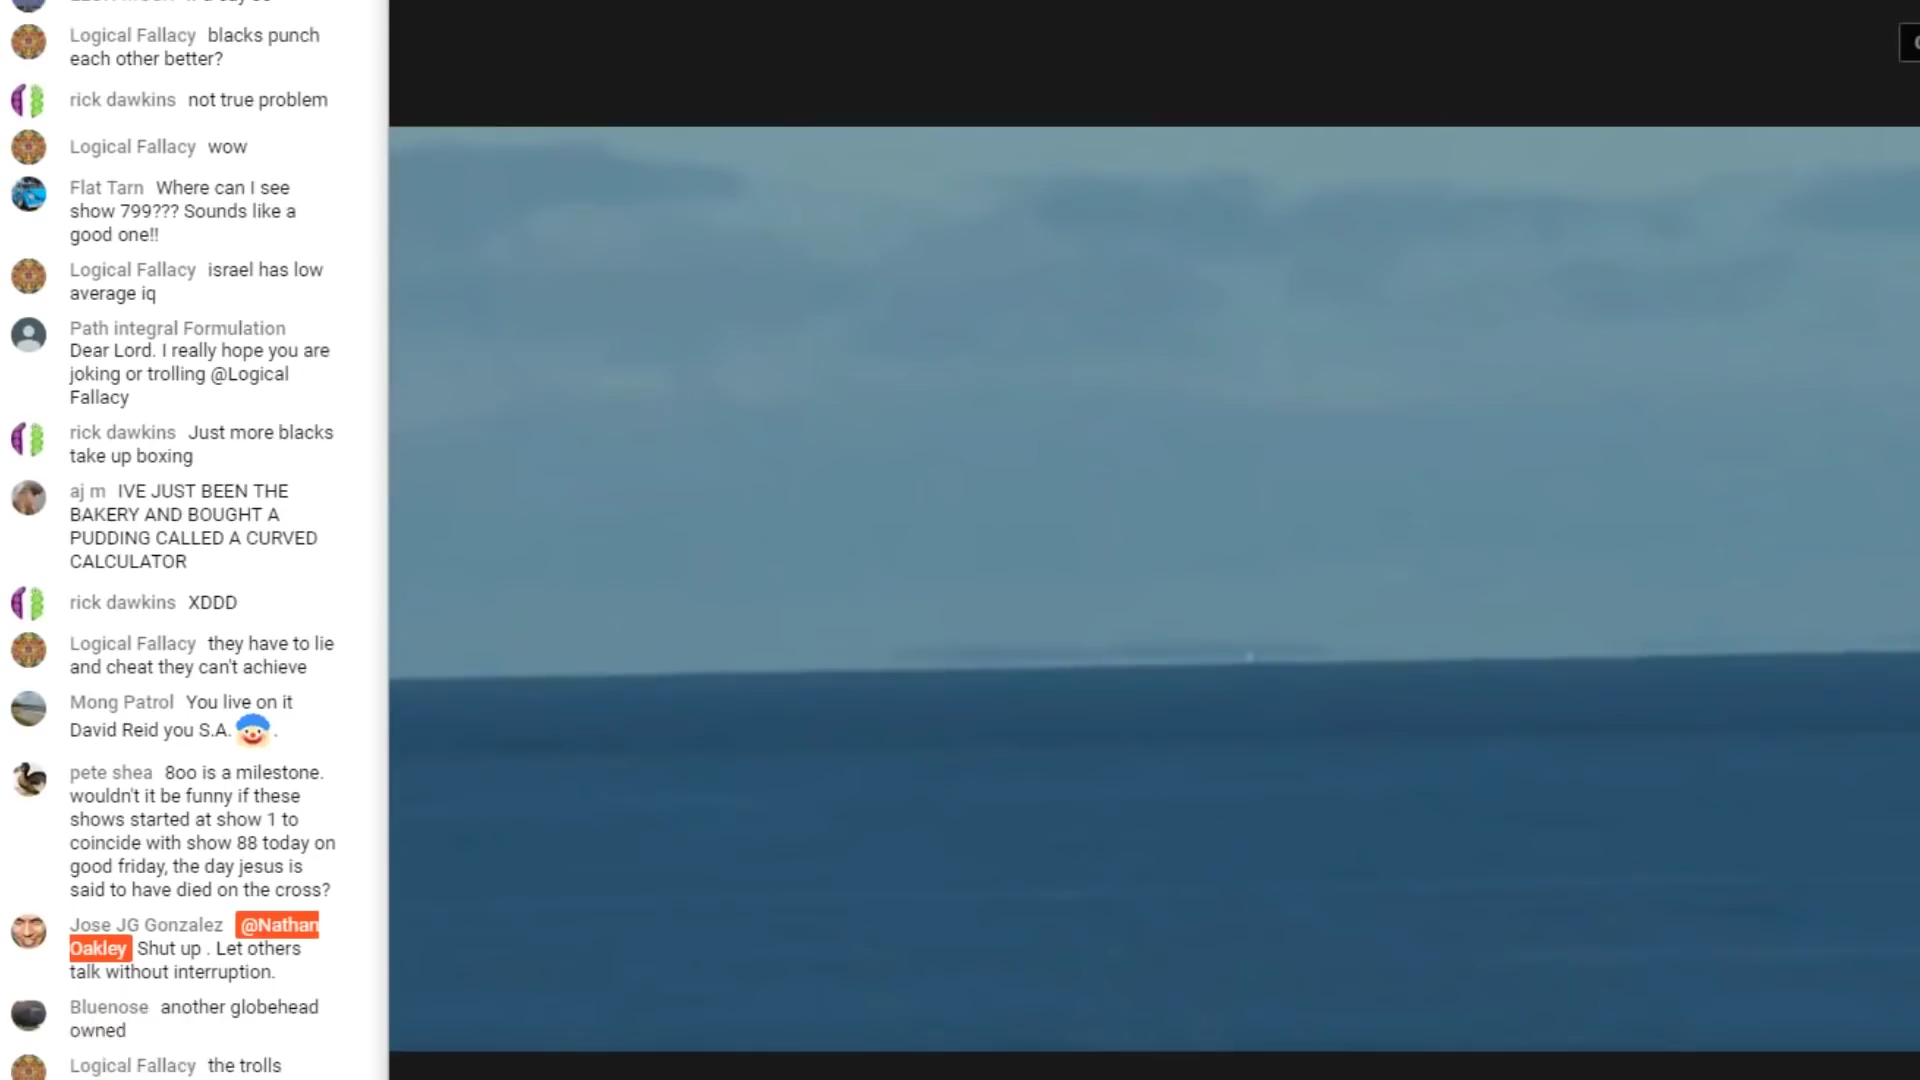 Logical Fallacy blacks punch
each other better?
rick dawkins not true problem
Logical Fallacy wow
Flat Tarn Where can I see
show 799??? Sounds like a
good one!!
Logical Fallacy israel has low
average iq
Path integral Formulation
Dear Lord. I really hope you are
joking or trolling @Logical
Fallacy
rick dawkins Just more blacks
take up boxing
aj m IVE JUST BEEN THE
BAKERY AND BOUGHT A
PUDDING CALLED A CURVED
CALCULATOR
rick dawkins XDDD
Logical Fallacy they have to lie
and cheat they can't achieve
Mong Patrol You live on it
David Reid you S.A. 🤡.
pete shea 8oo is a milestone.
wouldn't it be funny if these
shows started at show 1 to
coincide with show 88 today on
good friday, the day jesus is
said to have died on the cross?
Jose JG Gonzalez @Nathan
Oakley Shut up . Let others
talk without interruption.
Bluenose another globehead
owned
Logical Fallacy the trolls